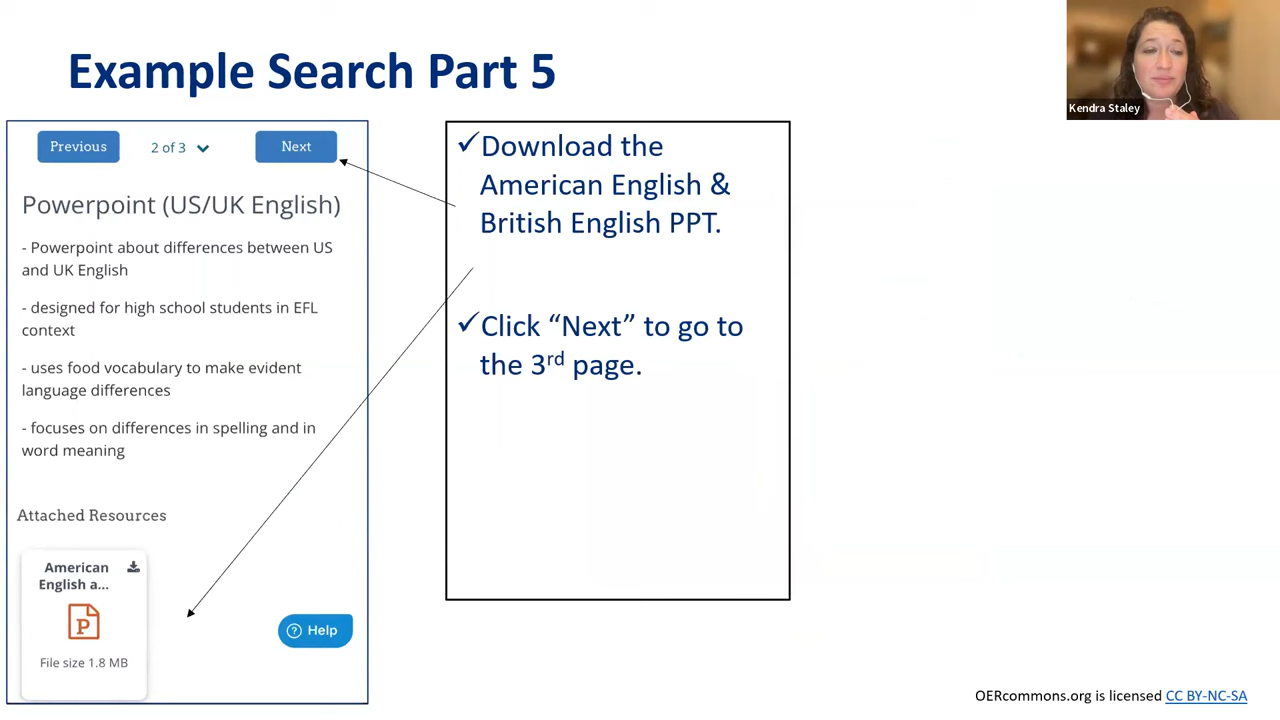 Example Search Part 5
Kendra Staley
Previous
2 of 3
Next
Powerpoint (US/UK English)
- Powerpoint about differences between US
and UK English
- designed for high school students in EFL
context
- uses food vocabulary to make evident
language differences
- focuses on differences in spelling and in
word meaning
Attached Resources
American
English a...
P
File size 1.8 MB
? Help
✓Download the
American English &
British English PPT.
✓Click “Next” to go to
the 3rd page.
OERcommons.org is licensed CC BY-NC-SA